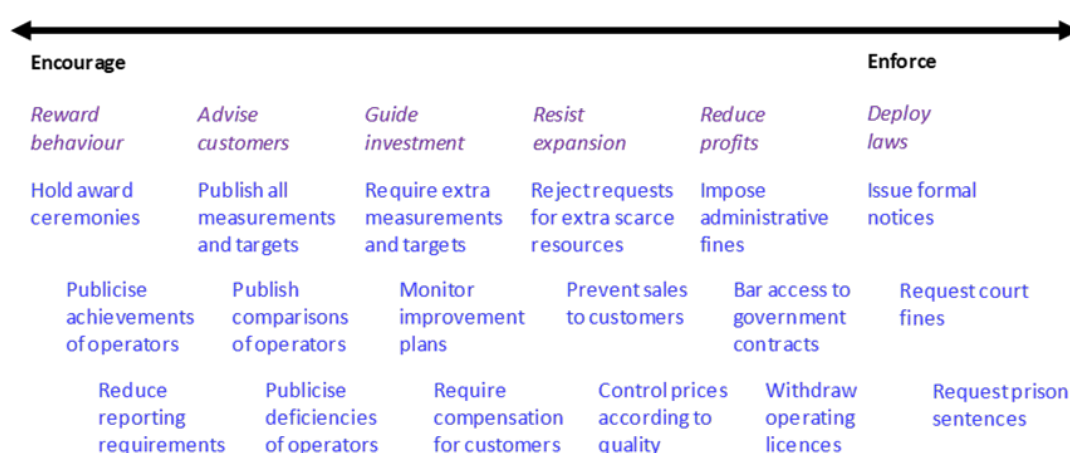 Encourage
Enforce
Reward
behaviour
Advise
customers
Guide
investment
Resist
expansion
Reduce
profits
Deploy
laws
Hold award
ceremonies
Publish all
measurements
and targets
Require extra
measurements
and targets
Reject requests
for extra scarce
resources
Impose
administrative
fines
Issue formal
notices
Publicise
achievements
of operators
Publish
comparisons
of operators
Monitor
improvement
plans
Prevent sales
to customers
Bar access to
government
contracts
Request court
fines
Reduce
reporting
requirements
Publicise
deficiencies
of operators
Require
compensation
for customers
Control prices
according to
quality
Withdraw
operating
licences
Request prison
sentences